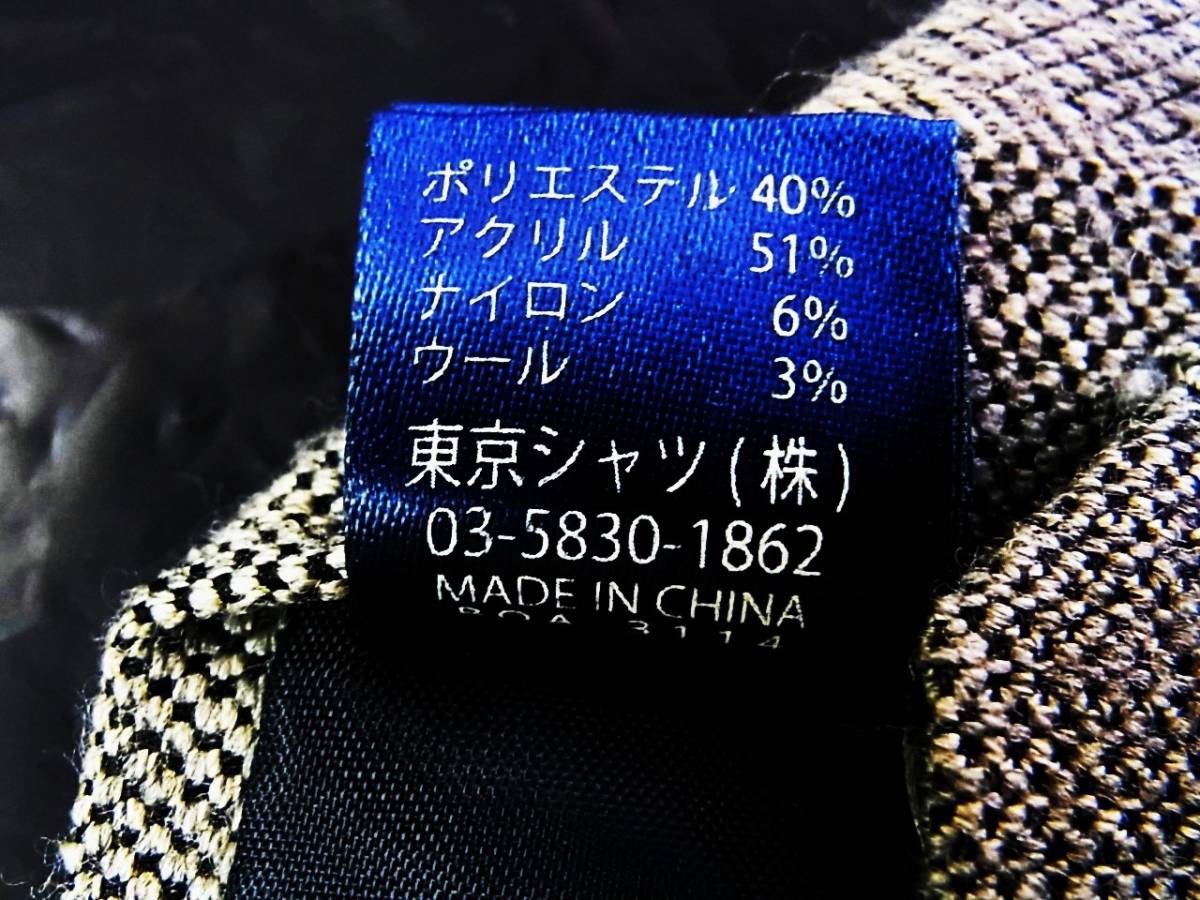 ポリエステル 40%
アクリル 51%
ナイロン 6%
ウール 3%
東京シャツ(株)
03-5830-1862
MADE IN CHINA